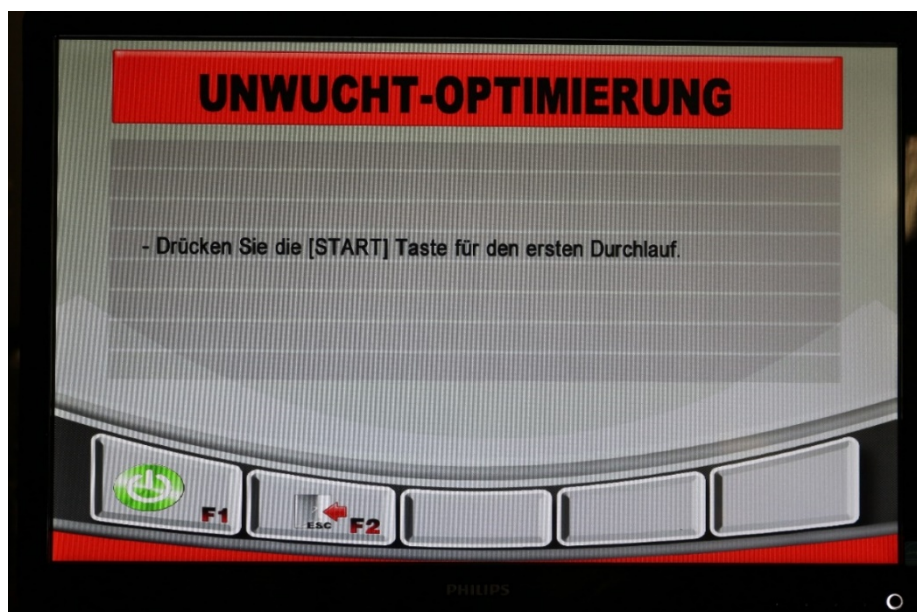 UNWUCHT-OPTIMIERUNG
- Drücken Sie die [START] Taste für den ersten Durchlauf.
F1
ESC F2
PHILIPS